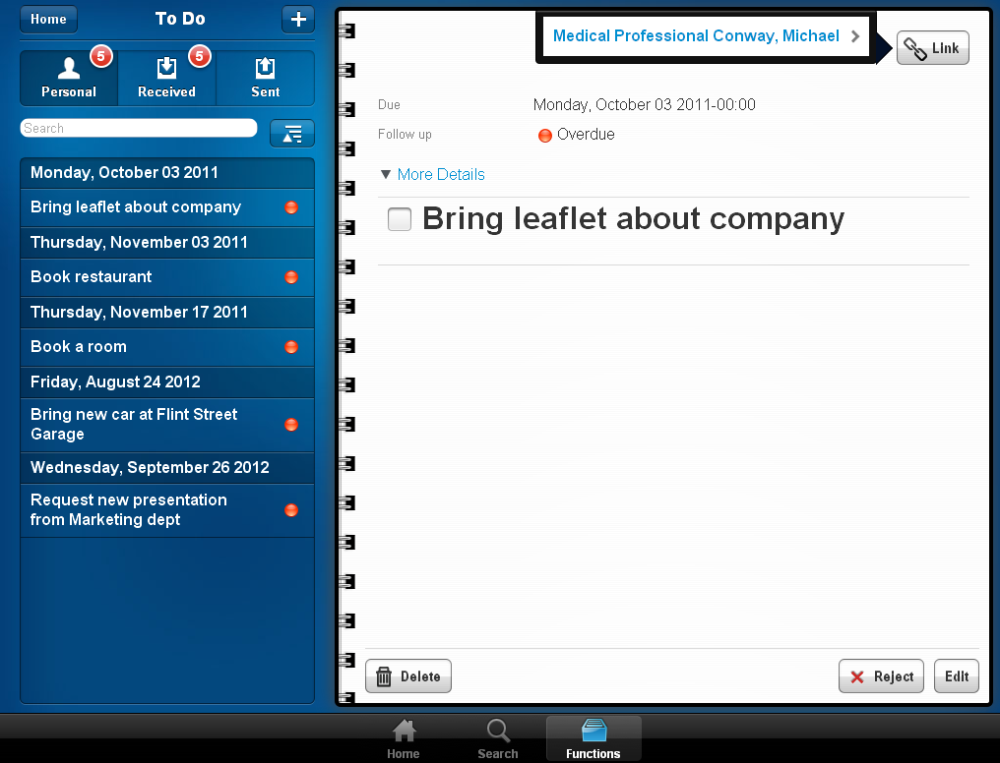 Home
To Do
+
5
5
Personal
Received
Sent
Search
Monday, October 03 2011
Bring leaflet about company
Thursday, November 03 2011
Book restaurant
Thursday, November 17 2011
Book a room
Friday, August 24 2012
Bring new car at Flint Street
Garage
Wednesday, September 26 2012
Request new presentation
from Marketing dept
Medical Professional Conway, Michael
Link
Due
Monday, October 03 2011-00:00
Follow up
Overdue
More Details
Bring leaflet about company
Delete
Reject
Edit
Home
Search
Functions